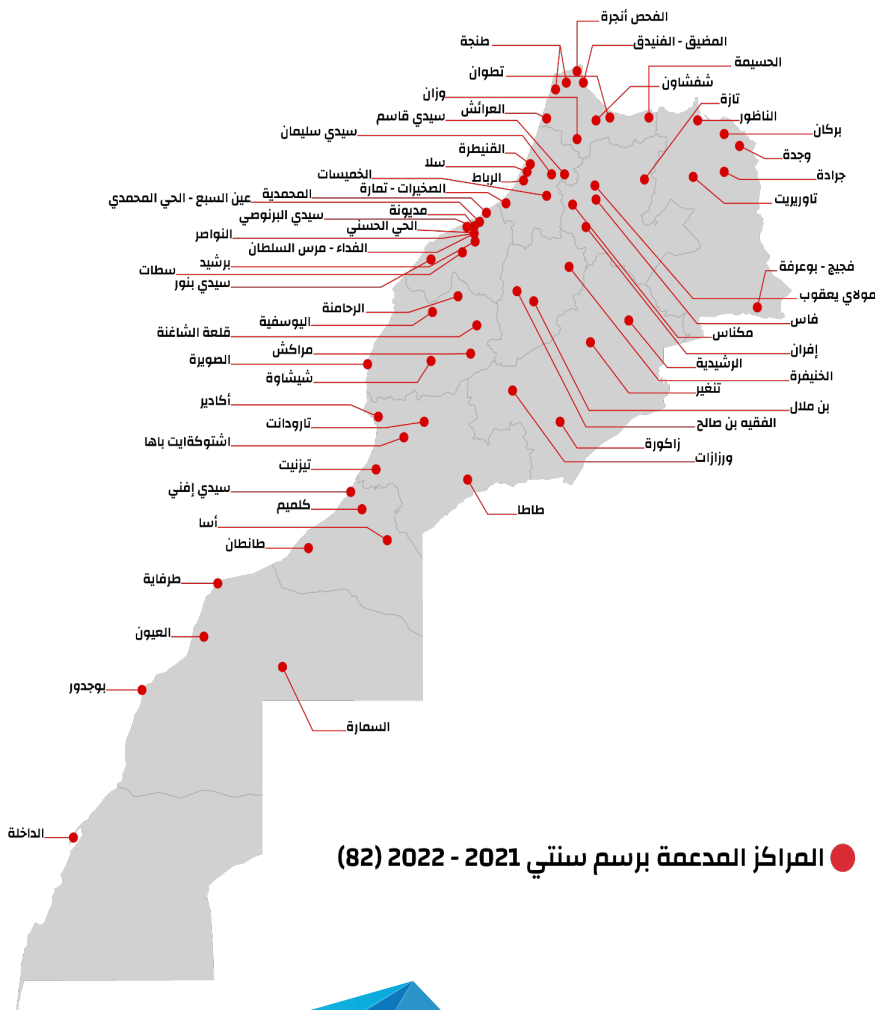 الفحص أنجرة
المضيق - الفنيدق
طنجة
الحسيمة
تطوان
شفشاون
وزان
تازة
العرائش
الناظور
سيدي قاسم
بركان
سيدي سليمان
القنيطرة
وجدة
سلا
الخميسات
الرباط
جرادة
الصخيرات - تمارة
تاوريريت
المحمدية
عين السبع - الحي المحمدي
مديونة
سيدي البرنوصي
الحي الحسني
النواصر
الفداء - مرس السلطان
برشيد
سطات
فجيج - بوعرفة
سيدي بنور
مولاي يعقوب
الرحامنة
اليوسفية
فاس
قلعة الشاغنة
مكناس
مراكش
إفران
الصويرة
الرشيدية
شيشاوة
الخنيفرة
تنغير
أكادير
بن ملال
تارودانت
الفقيه بن صالح
اشتوكةايت باها
زاكورة
ورزازات
تيزنيت
سيدي إفني
كلميم
طاطا
أسا
طانطان
طرفاية
العيون
بوجدور
السمارة
الداخلة
المراكز المدعمة برسم سنتي 2021 - 2022 (82)